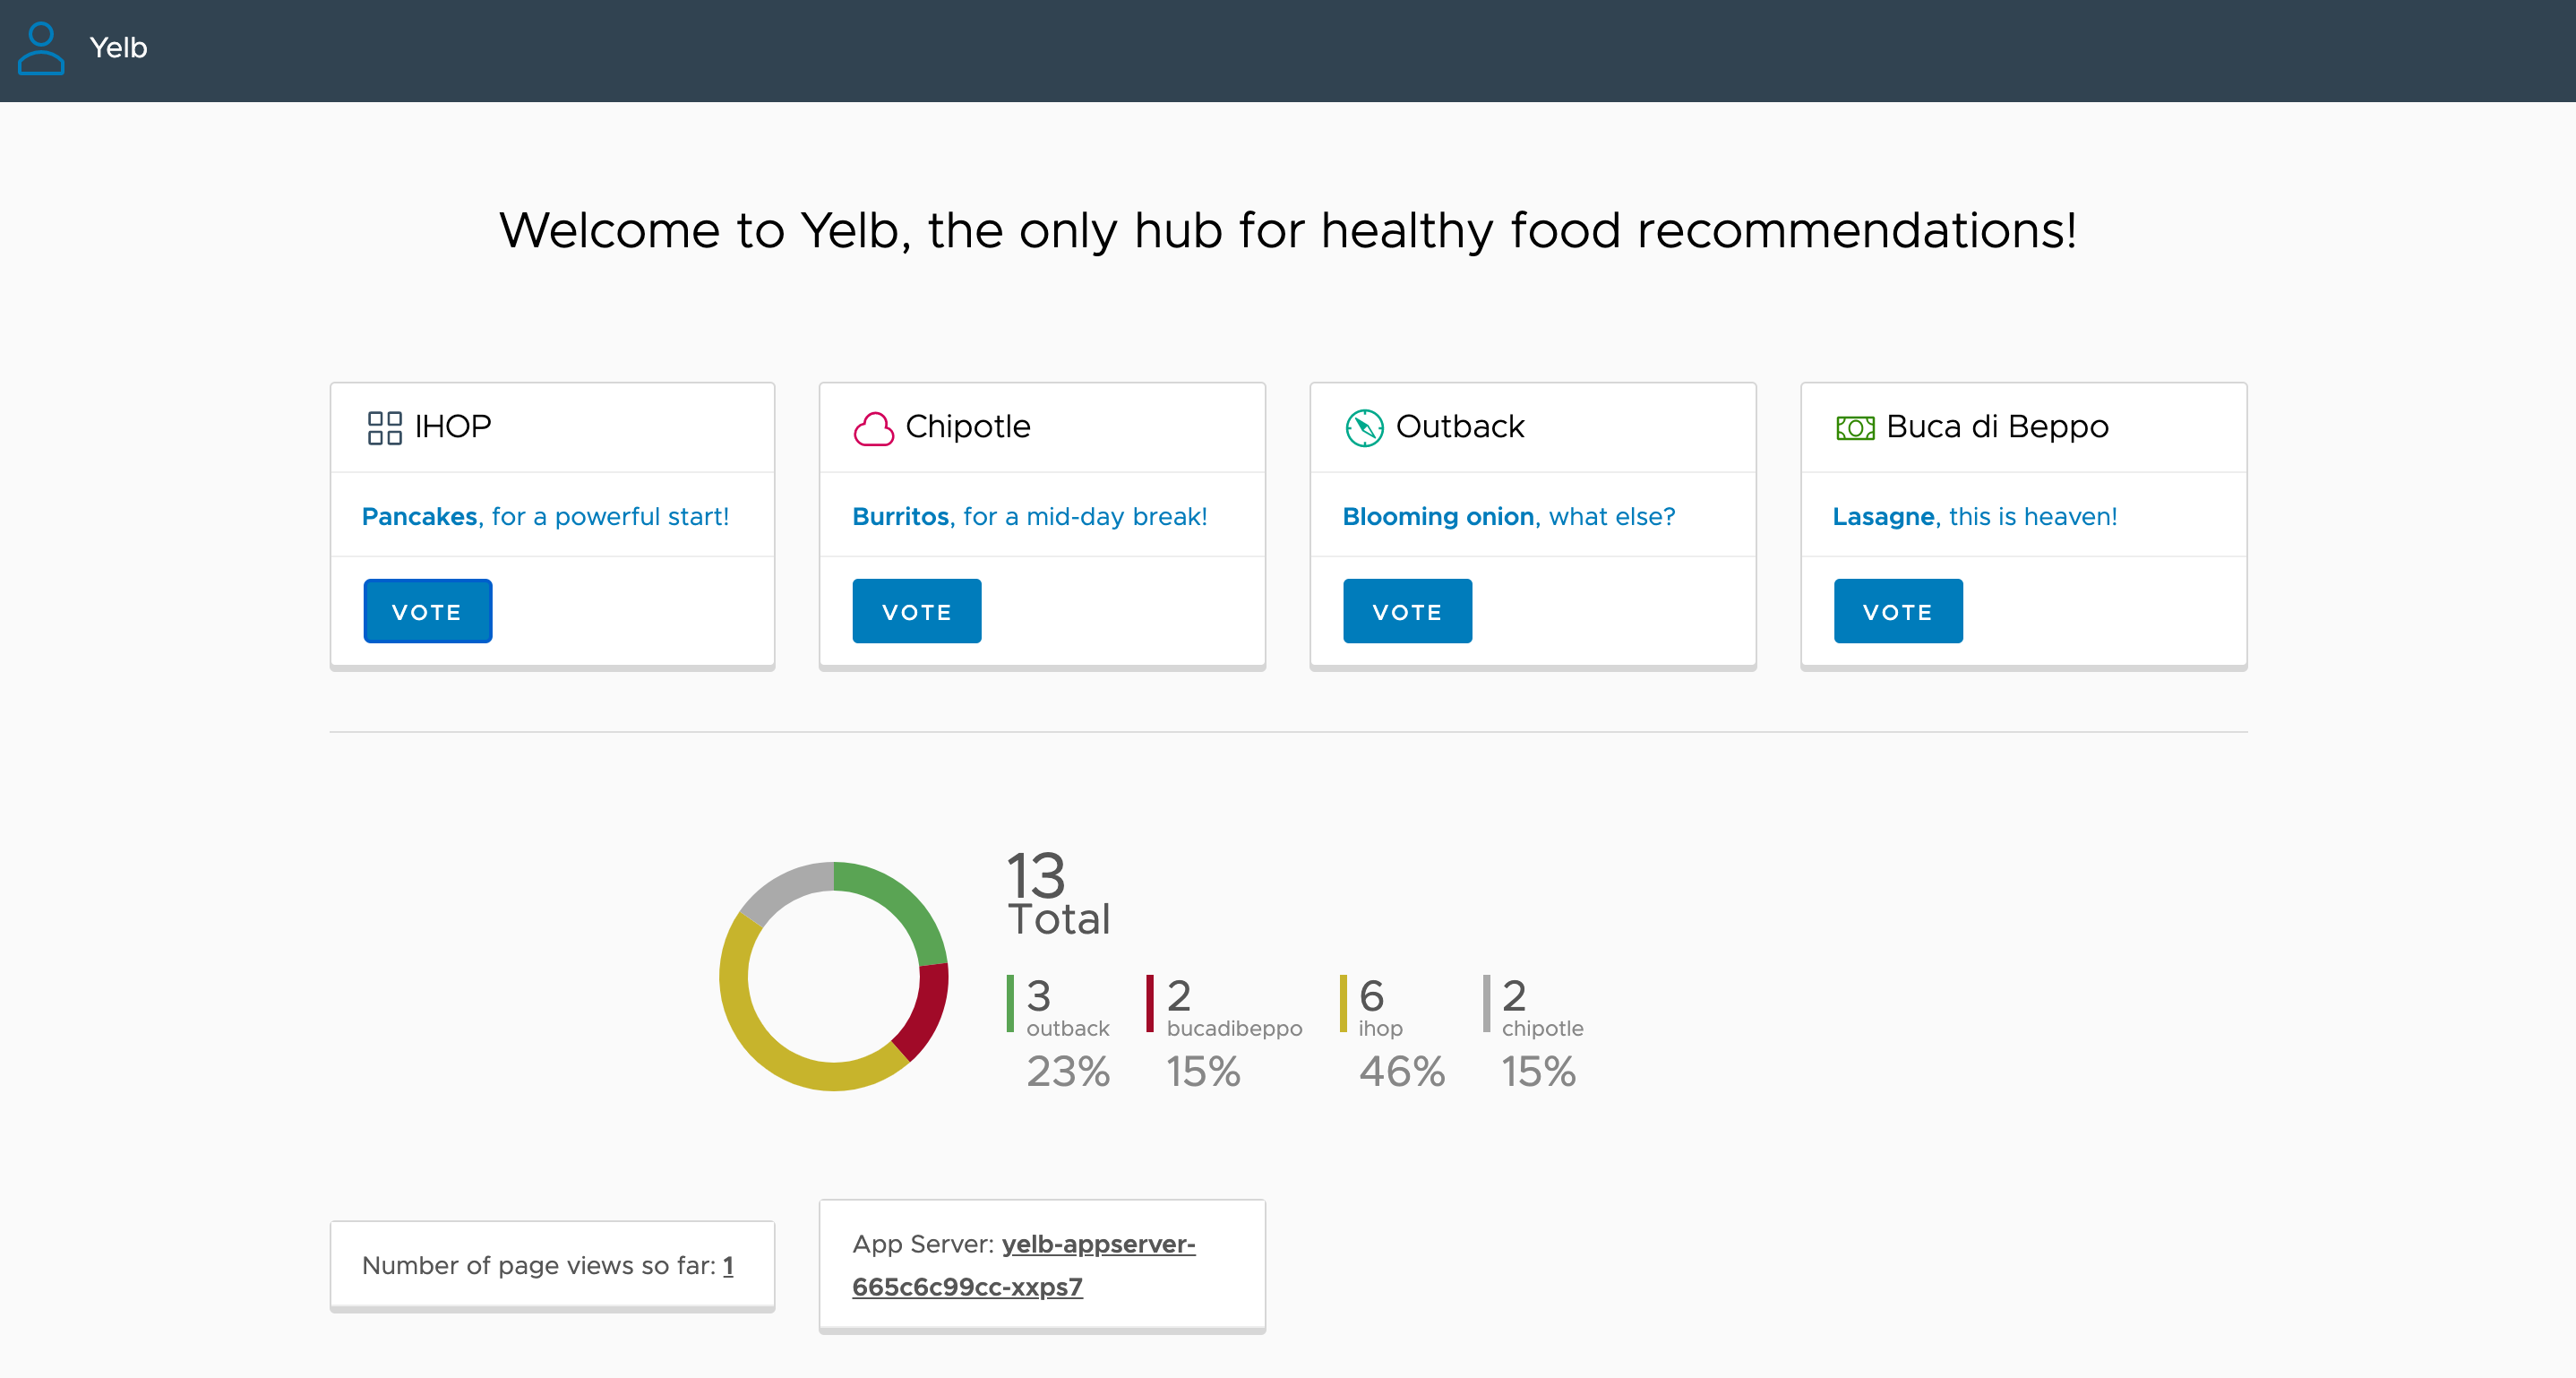 Yelb
Welcome to Yelb, the only hub for healthy food recommendations!
IHOP
Pancakes, for a powerful start!
VOTE
Chipotle
Burritos, for a mid-day break!
VOTE
Outback
Blooming onion, what else?
VOTE
Buca di Beppo
Lasagne, this is heaven!
VOTE
13
Total
3
outback
23%
2
bucadibeppo
15%
6
ihop
46%
2
chipotle
15%
Number of page views so far: 1
App Server: yelb-appserver-
665c6c99cc-xxps7